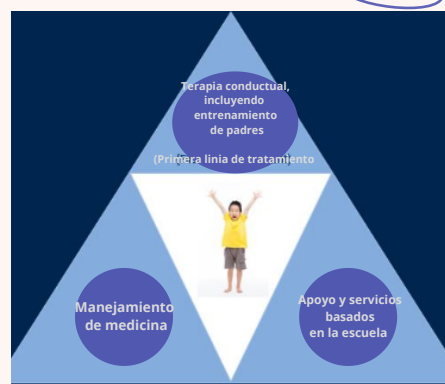 Terapia conductual,
incluyendo
entrenamiento
de padres
(Primera linia de tratamiento)
Manejamiento
de medicina
Apoyo y servicios
basados
en la escuela